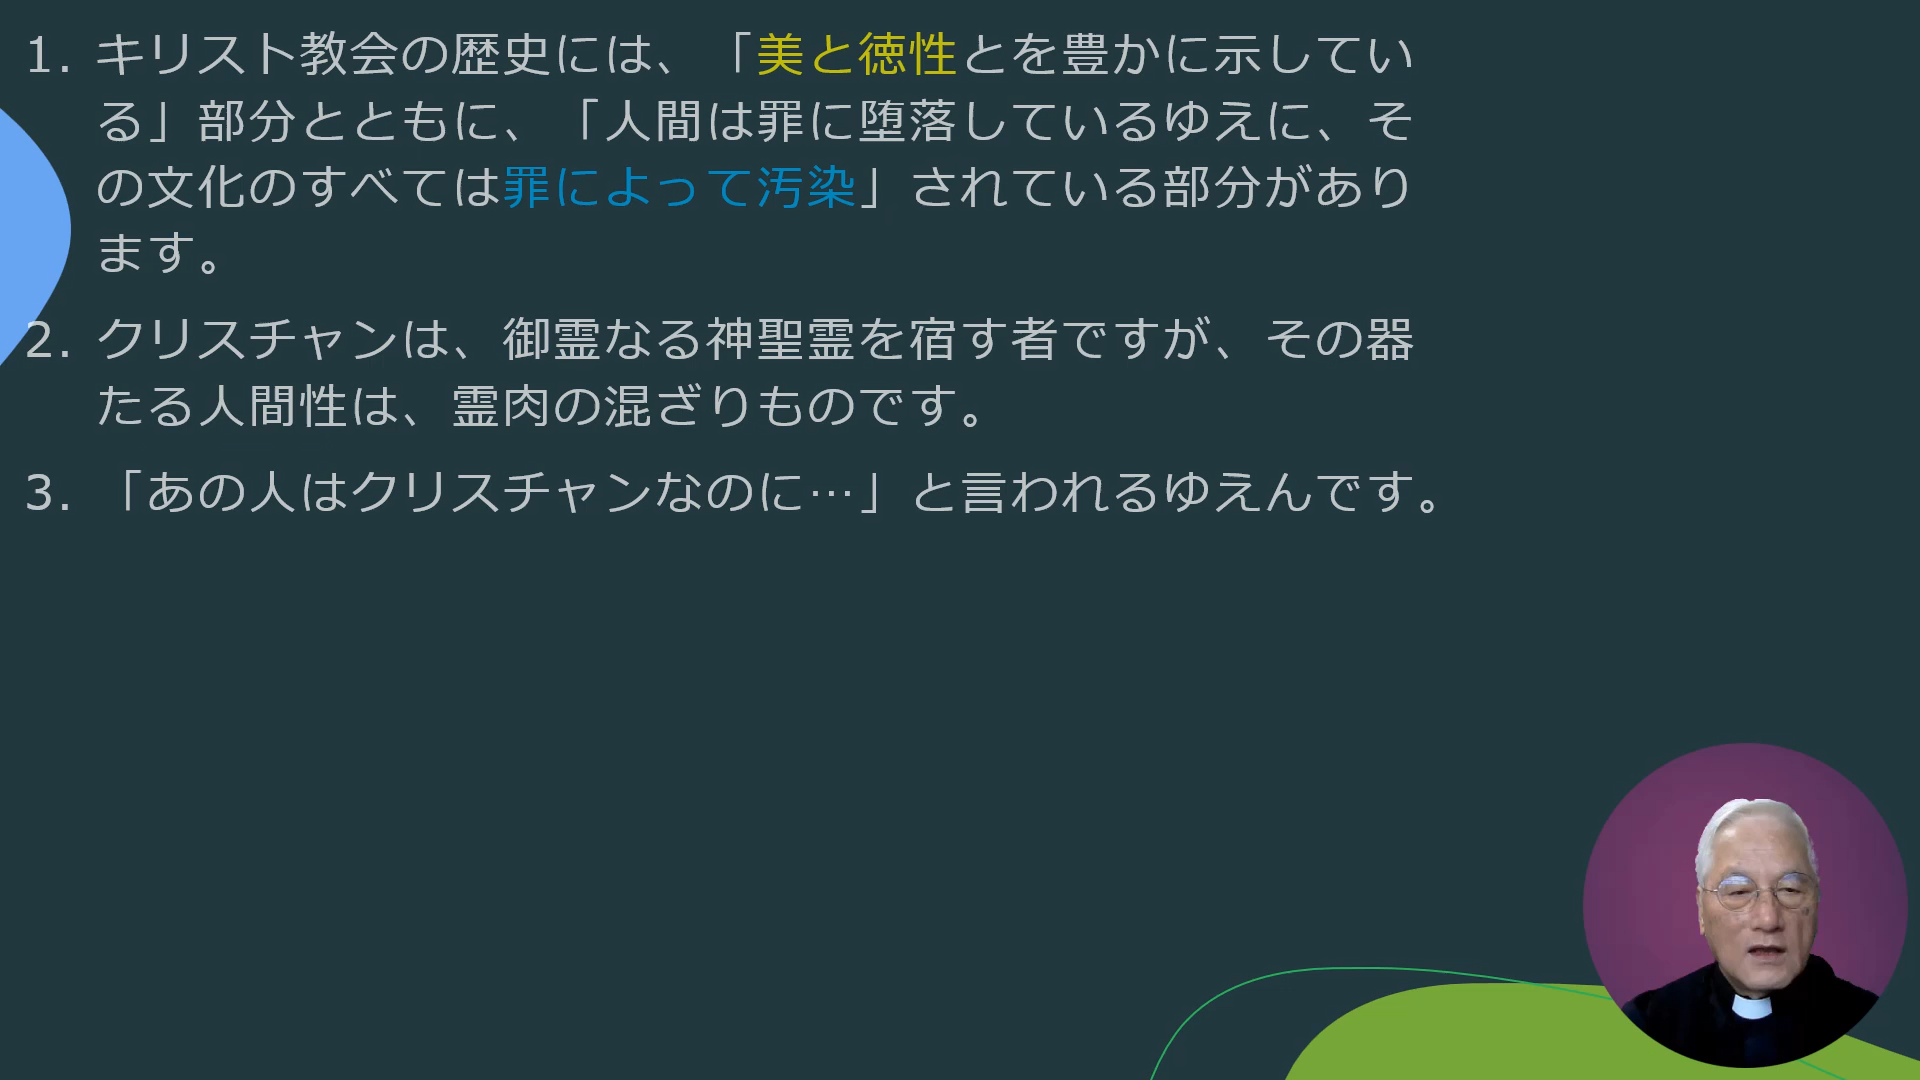 1. キリスト教会の歴史には、「美と徳性とを豊かに示してい
る」部分とともに、「人間は罪に堕落しているゆえに、そ
の文化のすべては罪によって汚染」されている部分があり
ます。
2. クリスチャンは、御霊なる神聖霊を宿す者ですが、その器
たる人間性は、霊肉の混ざりものです。
3. 「あの人はクリスチャンなのに…」と言われるゆえんです。